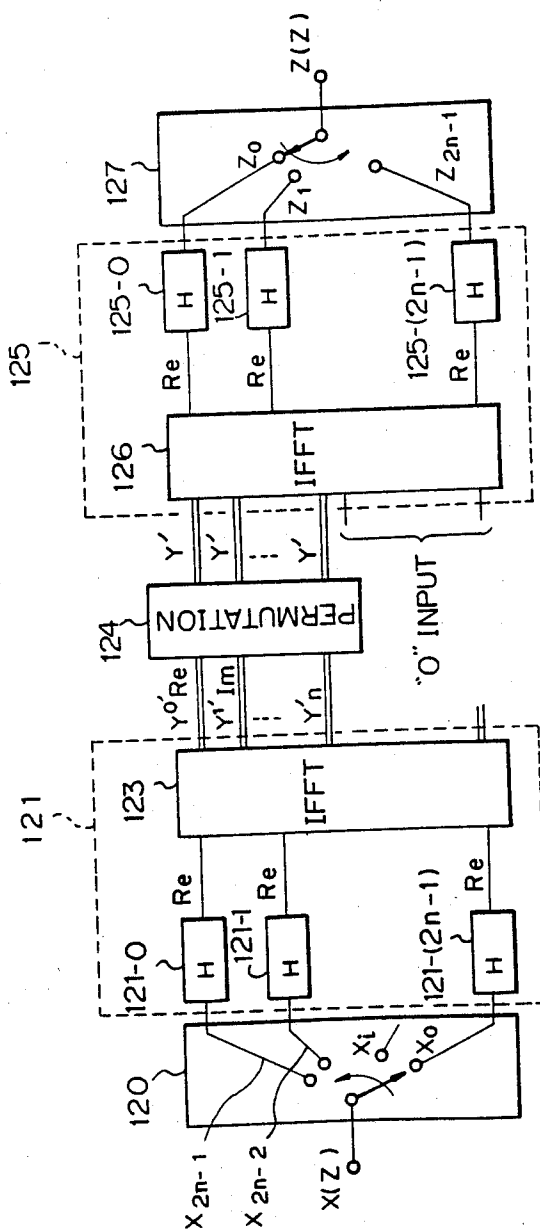 X(Z)
120
X2n-1
X2n-2
Xi
X0
121
121-0
H
121-1
H
121-(2n-1)
H
Re
Re
Re
123
IFFT
Y0'Re
Y1'Im
Y'n
124
PERMUTATION
Y'
Y'
Y'
"0" INPUT
125
126
IFFT
Re
Re
Re
125-0
H
125-1
H
125-(2n-1)
H
127
Z0
Z1
Z2n-1
Z(Z)